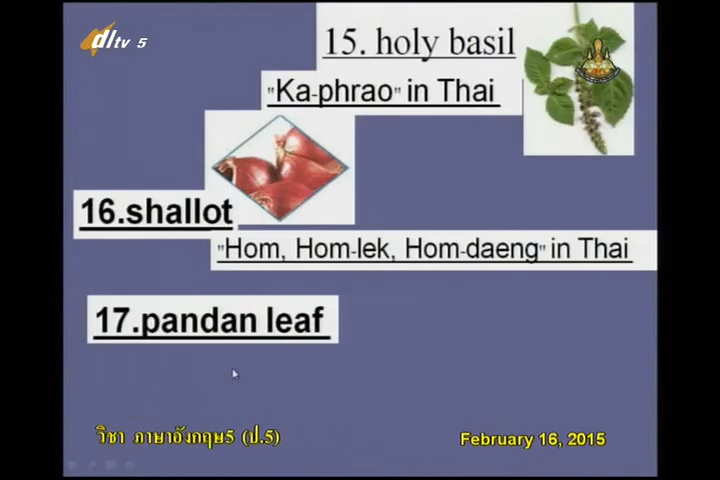 dltv 5
15. holy basil
"Ka-phrao" in Thai
16.shallot
"Hom, Hom-lek, Hom-daeng" in Thai
17.pandan leaf
วิชา ภาษาอังกฤษ5 (ป.5)
February 16, 2015